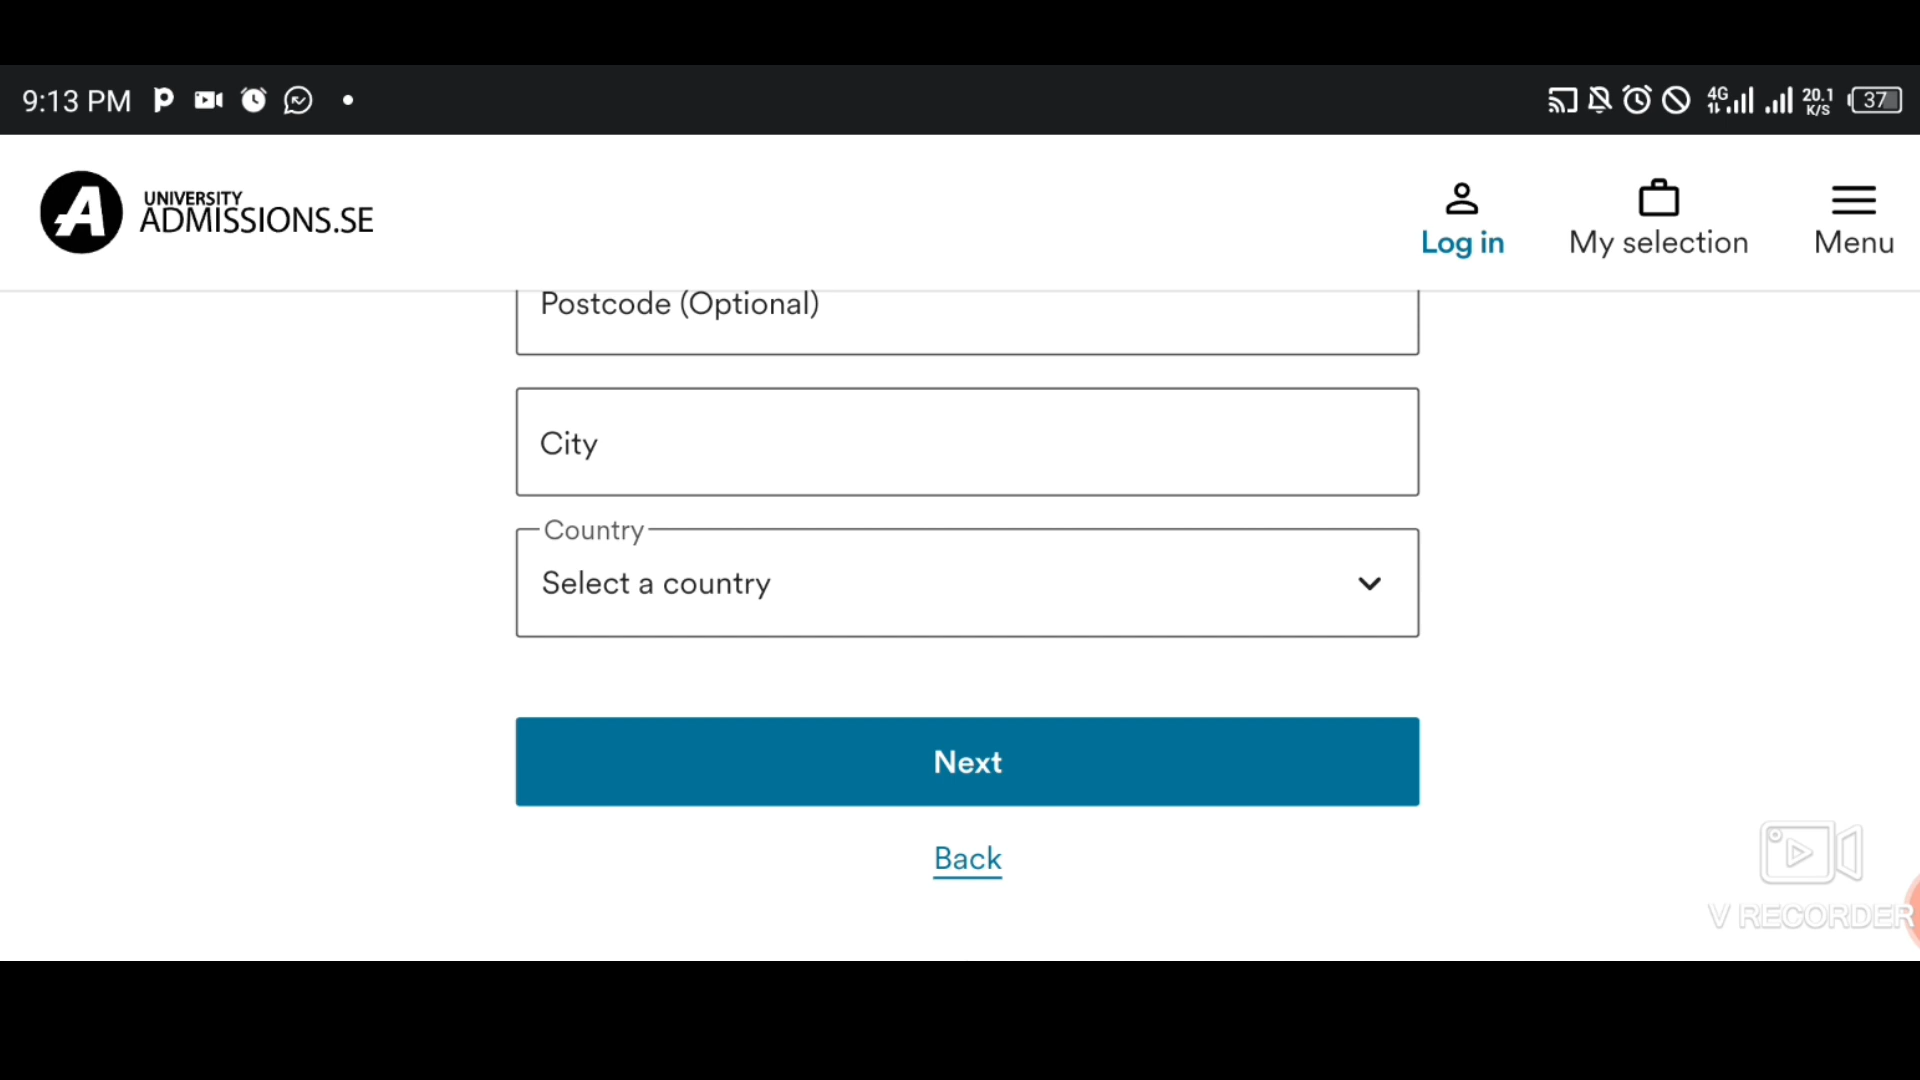 9:13 PM
4G 20.1 K/S 37
UNIVERSITY
ADMISSIONS.SE
Log in
My selection
Menu
Postcode (Optional)
City
Country
Select a country
Next
Back
V RECORDER